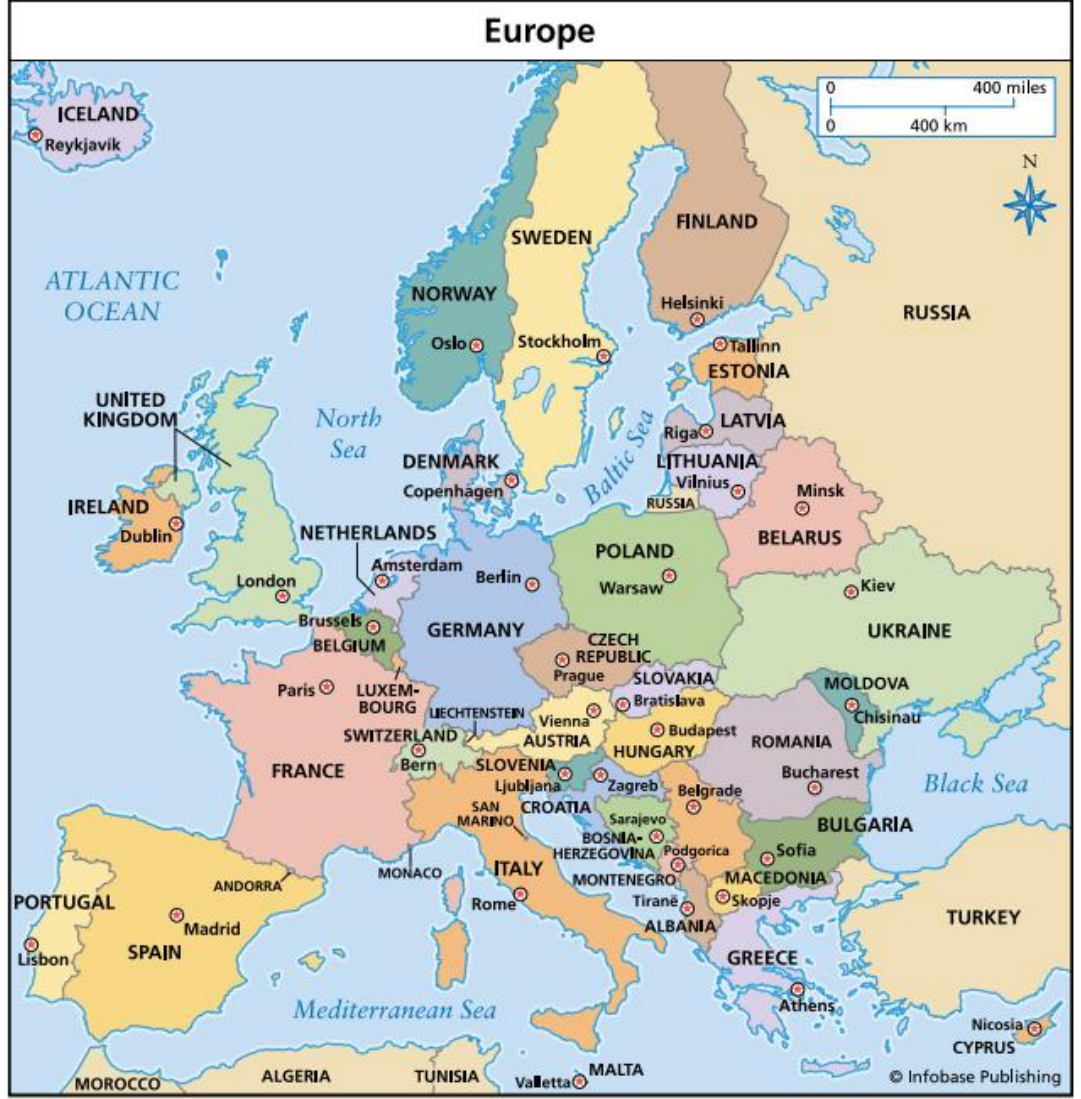 Europe
0
400 miles
0
400 km
N
ICELAND
Reykjavík
ATLANTIC
OCEAN
SWEDEN
FINLAND
NORWAY
Helsinki
RUSSIA
Oslo
Stockholm
Tallinn
ESTONIA
UNITED
KINGDOM
North
Sea
Baltic Sea
Riga
LATVIA
DENMARK
Copenhagen
LITHUANIA
Vilnius
RUSSIA
Minsk
BELARUS
IRELAND
Dublin
NETHERLANDS
Amsterdam
London
Berlin
POLAND
Warsaw
Kiev
UKRAINE
Brussels
BELGIUM
GERMANY
CZECH
REPUBLIC
Prague
SLOVAKIA
Bratislava
Paris
LUXEM-
BOURG
LIECHTENSTEIN
Vienna
AUSTRIA
MOLDOVA
Chisinau
SWITZERLAND
Bern
Budapest
HUNGARY
ROMANIA
Bucharest
FRANCE
SLOVENIA
Ljubljana
Zagreb
CROATIA
Belgrade
Black Sea
SAN
MARINO
Sarajevo
BOSNIA-
HERZEGOVINA
Podgorica
MONTENEGRO
BULGARIA
Sofia
MACEDONIA
Skopje
ANDORRA
MONACO
ITALY
Rome
Tiranë
ALBANIA
PORTUGAL
Lisbon
Madrid
SPAIN
GREECE
Athens
TURKEY
Mediterranean Sea
Nicosia
CYPRUS
MOROCCO
ALGERIA
TUNISIA
Valletta
MALTA
© Infobase Publishing